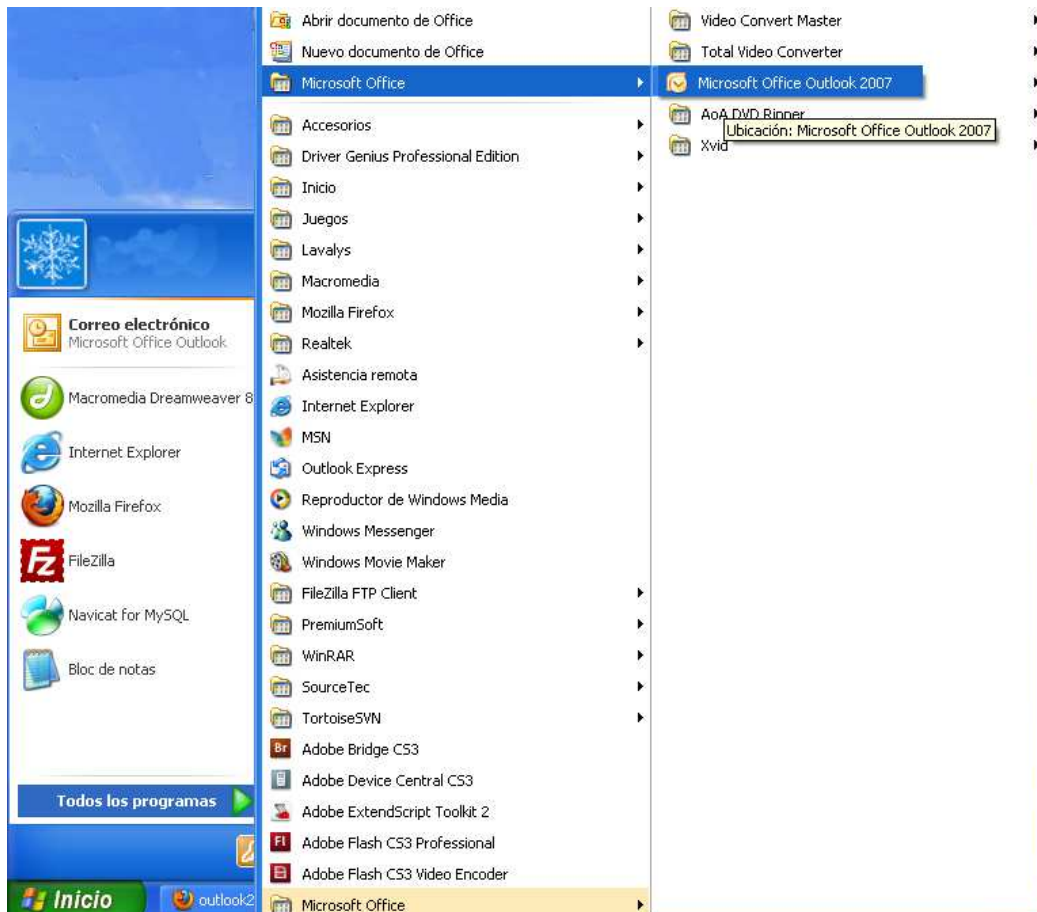 Correo electrónico
Microsoft Office Outlook
Macromedia Dreamweaver 8
Internet Explorer
Mozilla Firefox
Fz
FileZilla
Navicat for MySQL
Bloc de notas
Todos los programas
Inicio
outlook2
Abrir documento de Office
Nuevo documento de Office
Microsoft Office
Accesorios
Driver Genius Professional Edition
Inicio
Juegos
Lavalys
Macromedia
Mozilla Firefox
Realtek
Asistencia remota
Internet Explorer
MSN
Outlook Express
Reproductor de Windows Media
Windows Messenger
Windows Movie Maker
FileZilla FTP Client
PremiumSoft
WinRAR
SourceTec
TortoiseSVN
Br Adobe Bridge CS3
Adobe Device Central CS3
Adobe ExtendScript Toolkit 2
Fl Adobe Flash CS3 Professional
Adobe Flash CS3 Video Encoder
Microsoft Office
Video Convert Master
Total Video Converter
Microsoft Office Outlook 2007
AoA DVD Ripper
Ubicación: Microsoft Office Outlook 2007
Xvid